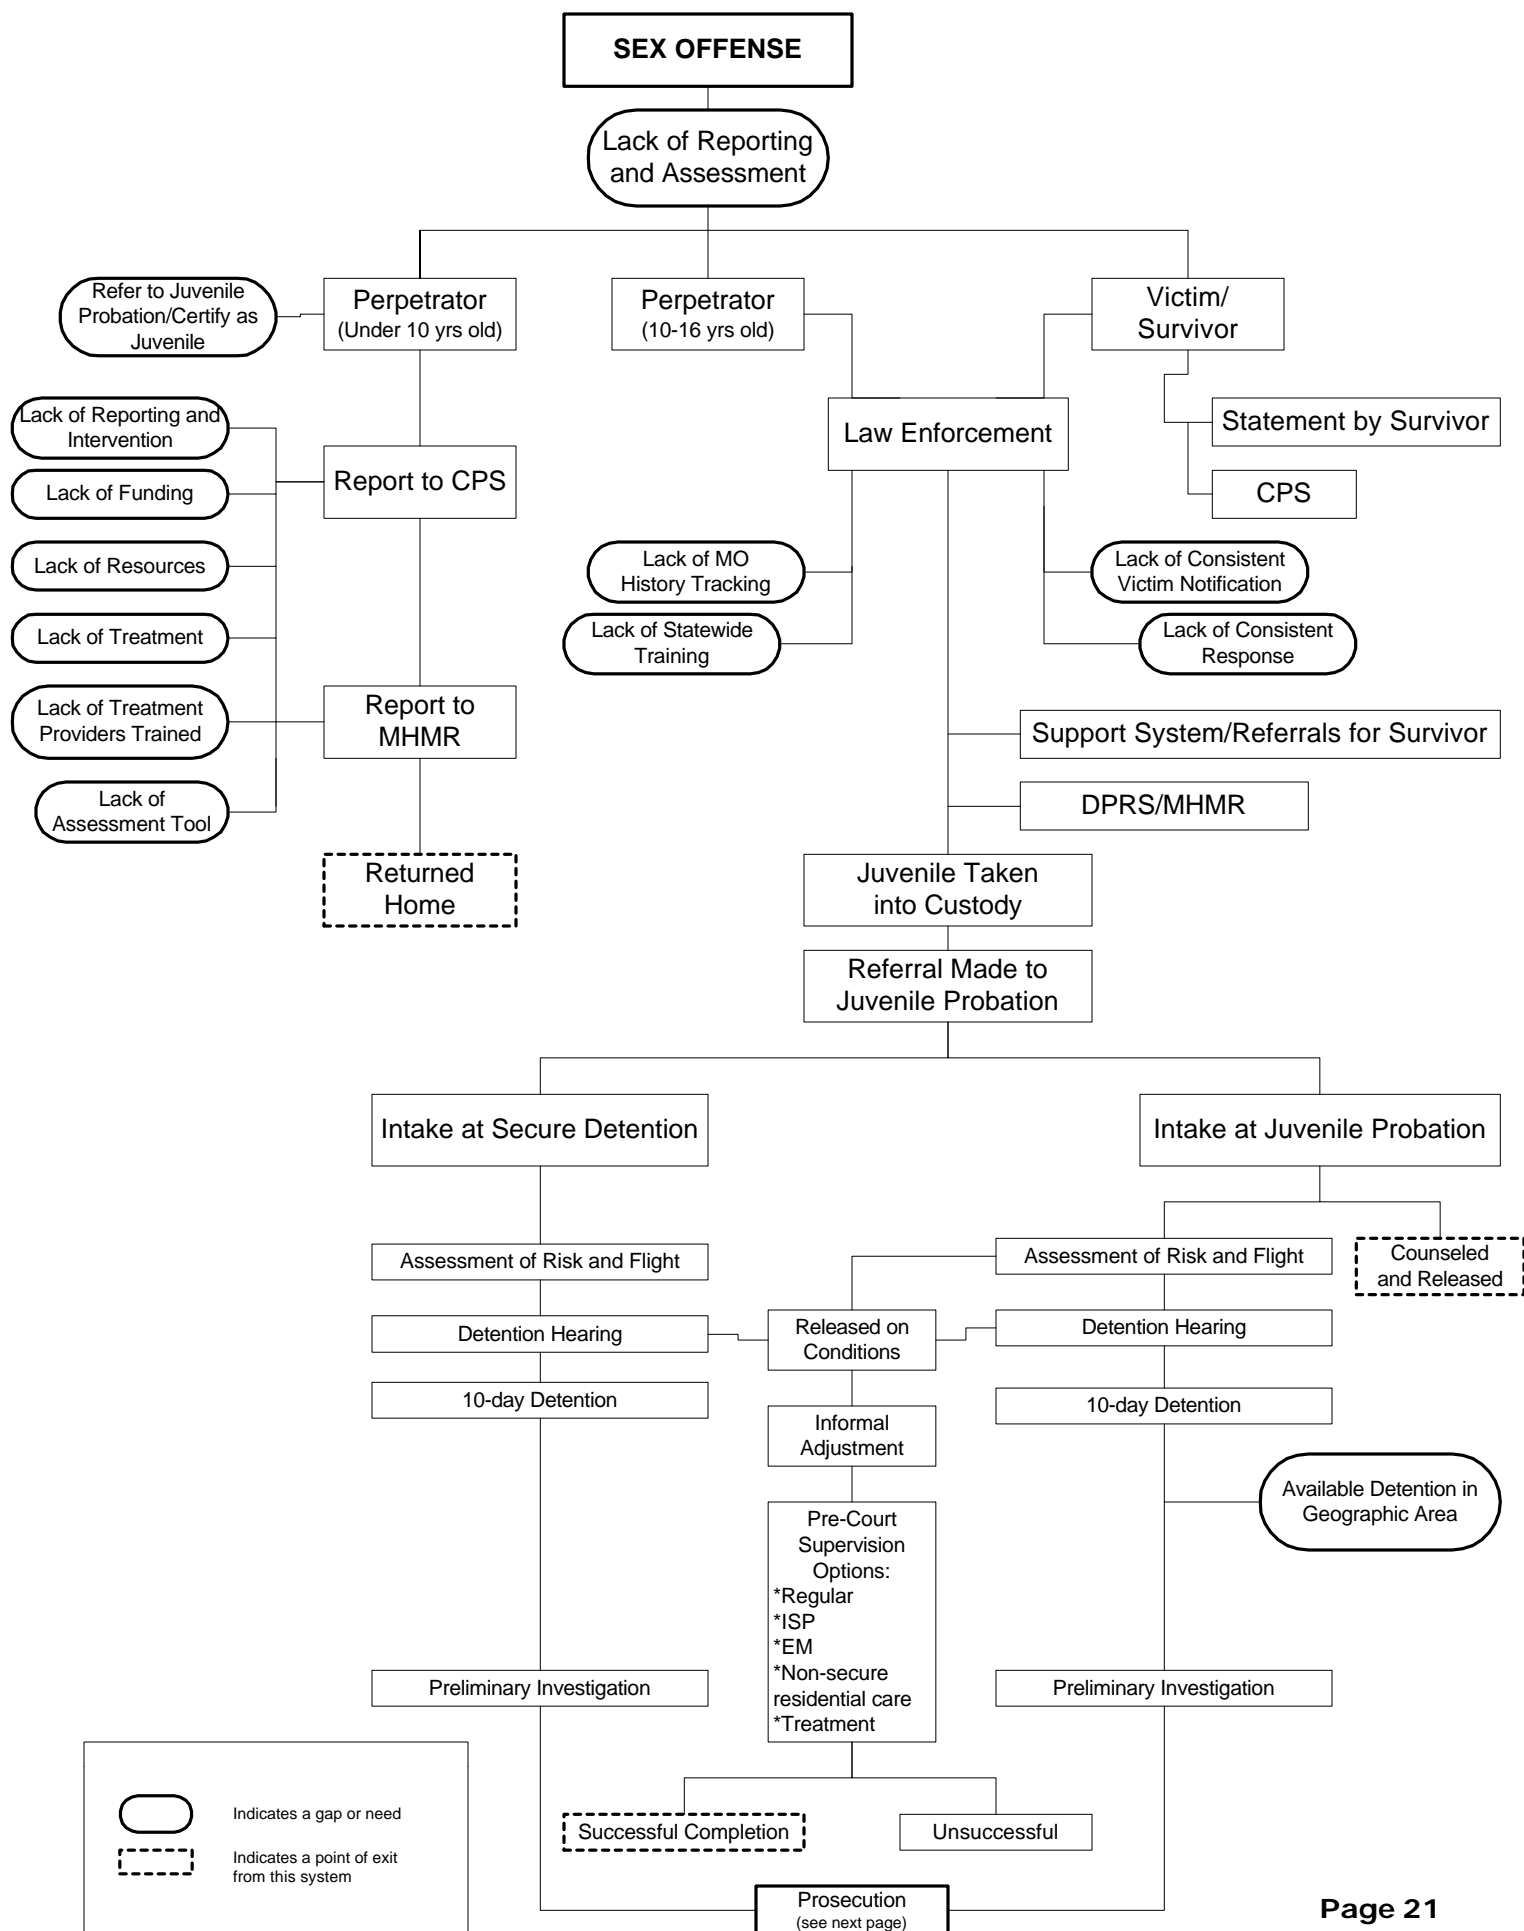 SEX OFFENSE
Lack of Reporting
and Assessment
Refer to Juvenile
Probation/Certify as
Juvenile
Perpetrator
(Under 10 yrs old)
Perpetrator
(10-16 yrs old)
Victim/
Survivor
Lack of Reporting and
Intervention
Law Enforcement
Statement by Survivor
Report to CPS
Lack of Funding
CPS
Lack of Resources
Lack of MO
History Tracking
Lack of Consistent
Victim Notification
Lack of Treatment
Lack of Statewide
Training
Lack of Consistent
Response
Lack of Treatment
Providers Trained
Report to
MHMR
Support System/Referrals for Survivor
Lack of
Assessment Tool
DPRS/MHMR
Returned
Home
Juvenile Taken
into Custody
Referral Made to
Juvenile Probation
Intake at Secure Detention
Intake at Juvenile Probation
Assessment of Risk and Flight
Assessment of Risk and Flight
Counseled
and Released
Detention Hearing
Released on
Conditions
Detention Hearing
10-day Detention
Informal
Adjustment
10-day Detention
Pre-Court
Supervision
Options:
*Regular
*ISP
*EM
*Non-secure
residential care
*Treatment
Available Detention in
Geographic Area
Preliminary Investigation
Preliminary Investigation
Indicates a gap or need
Indicates a point of exit
from this system
Successful Completion
Unsuccessful
Prosecution
(see next page)
Page 21